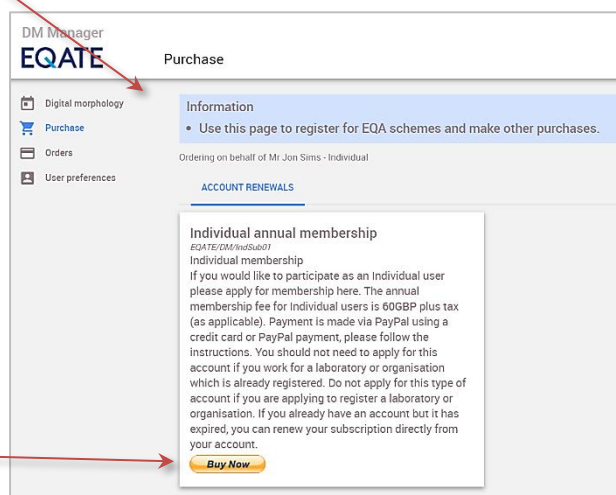 DM Manager
EQATE
Purchase
Digital morphology
Purchase
Orders
User preferences
Information
• Use this page to register for EQA schemes and make other purchases.
Ordering on behalf of Mr Jon Sims - Individual
ACCOUNT RENEWALS
Individual annual membership
EQATE/DM/IndSub01
Individual membership
If you would like to participate as an Individual user
please apply for membership here. The annual
membership fee for Individual users is 60GBP plus tax
(as applicable). Payment is made via PayPal using a
credit card or PayPal payment, please follow the
instructions. You should not need to apply for this
account if you work for a laboratory or organisation
which is already registered. Do not apply for this type of
account if you are applying to register a laboratory or
organisation. If you already have an account but it has
expired, you can renew your subscription directly from
your account.
Buy Now